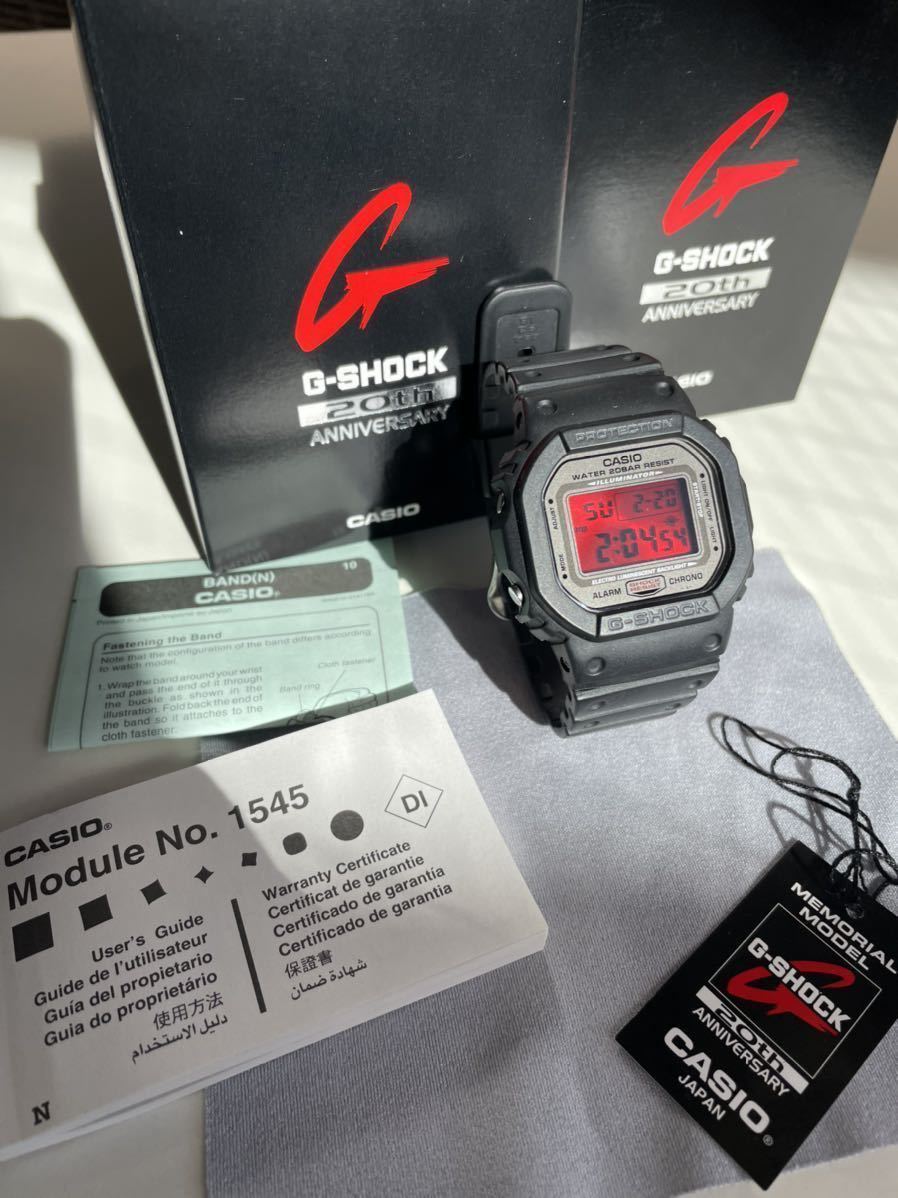 G-SHOCK
20th
ANNIVERSARY
CASIO
G-SHOCK
20th
ANNIVERSARY
PROTECTION
CASIO
WATER 20BAR RESIST
ILLUMINATOR
ADJUST
MODE
LIGHT
SU 2-20
2:04 54
ELECTRO LUMINESCENT BACKLIGHT
ALARM
SHOCK
RESIST
CHRONO
G-SHOCK
BAND(N)
10
CASIO®
Fastening the Band
Note that the configuration of the band differs according
to watch model.
1. Wrap the band around your wrist
and pass the end of it through
the buckle as shown in the
illustration. Fold back the end of
the band so it attaches to the
cloth fastener.
Cloth fastener
Band ring
CASIO®
Module No. 1545
DI
User's Guide
Guide de l'utilisateur
Guía del propietario
Guia do proprietário
使用方法
دليل الاستخدام
Warranty Certificate
Certificat de garantie
Certificado de garantía
Certificado de garantia
保證書
شهادة ضمان
N
MEMORIAL
MODEL
G-SHOCK
20th
ANNIVERSARY
CASIO®
JAPAN